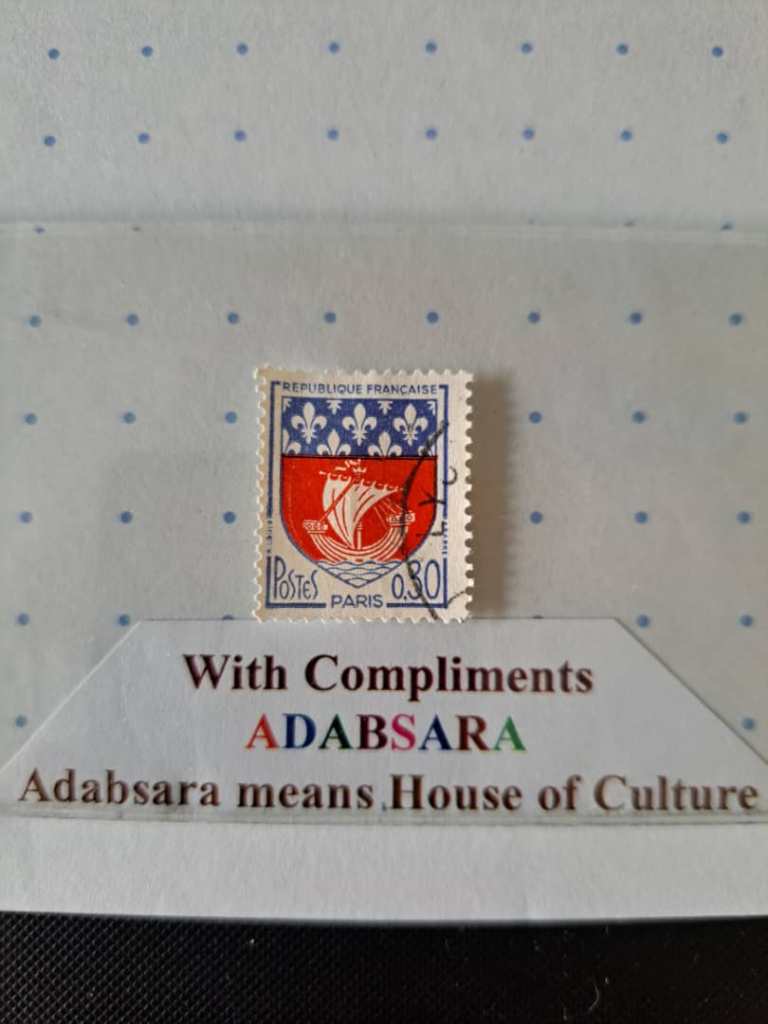 REPUBLIQUE FRANÇAISE
POSTES
0,30
PARIS
With Compliments
ADABSARA
Adabsara means House of Culture